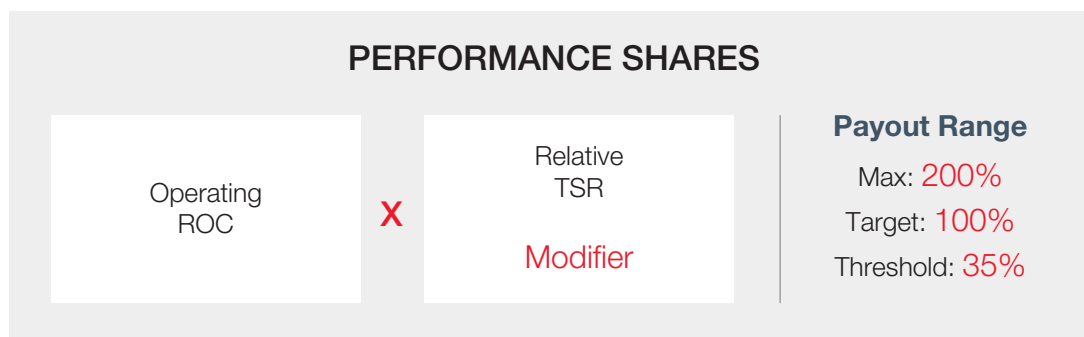 PERFORMANCE SHARES
Operating
ROC
x
Relative
TSR
Modifier
Payout Range
Max: 200%
Target: 100%
Threshold: 35%